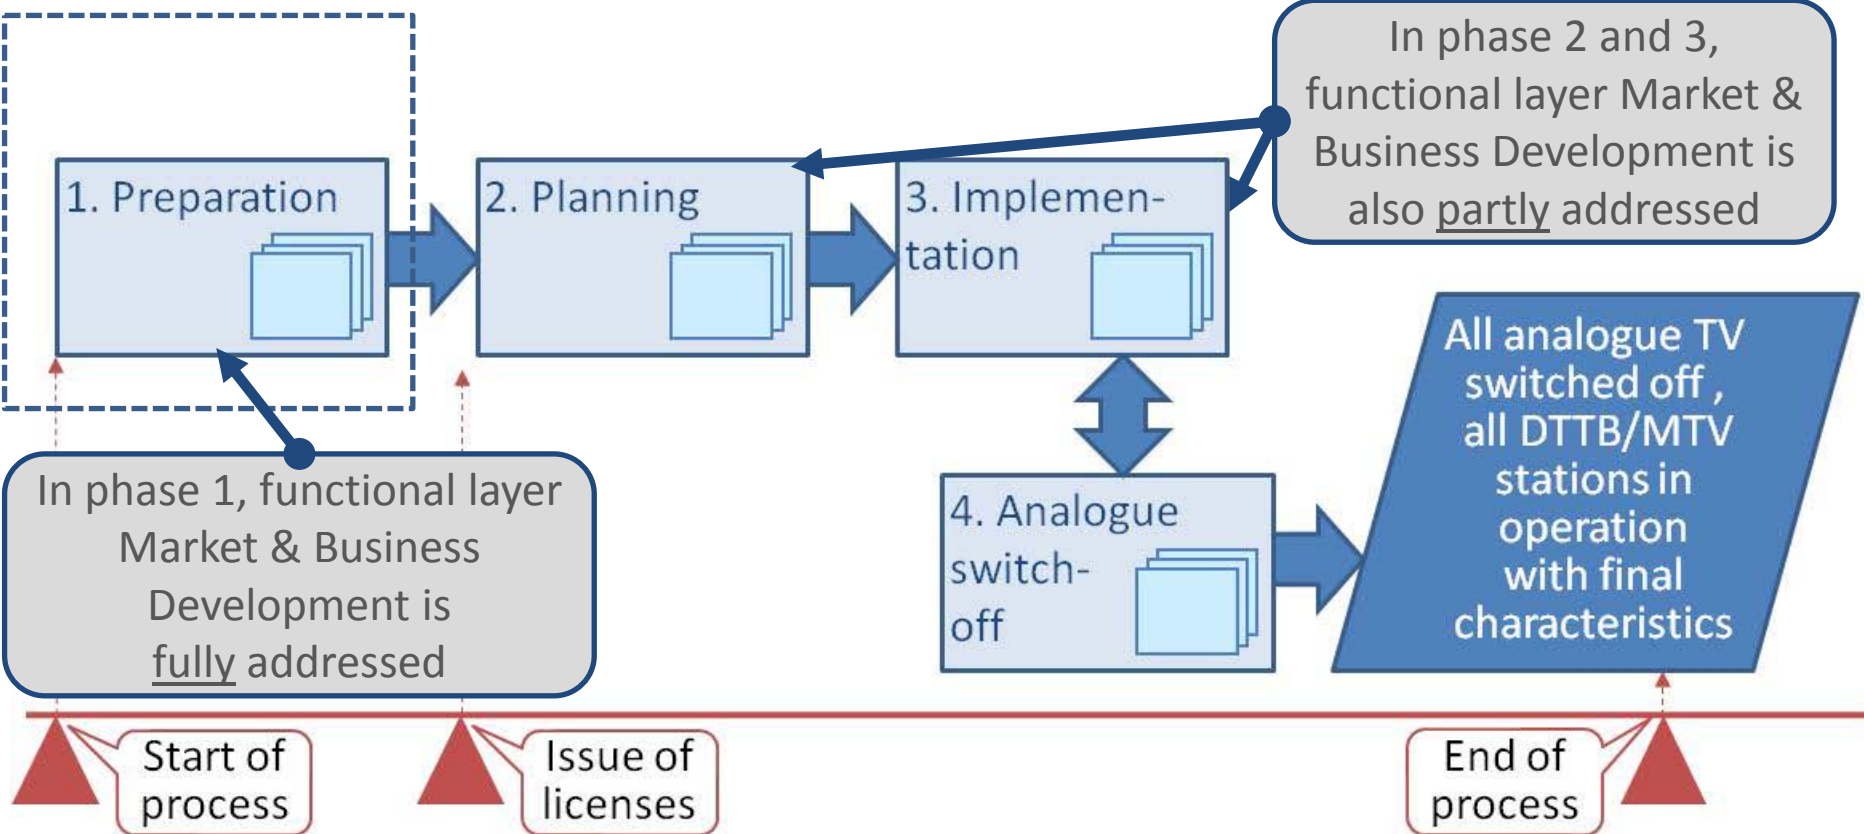 In phase 2 and 3,
functional layer Market &
Business Development is
also partly addressed
1. Preparation
2. Planning
3. Implemen-
tation
All analogue TV
switched off ,
all DTTB/MTV
stations in
operation
with final
characteristics
In phase 1, functional layer
Market & Business
Development is
fully addressed
4. Analogue
switch-
off
Start of
process
Issue of
licenses
End of
process